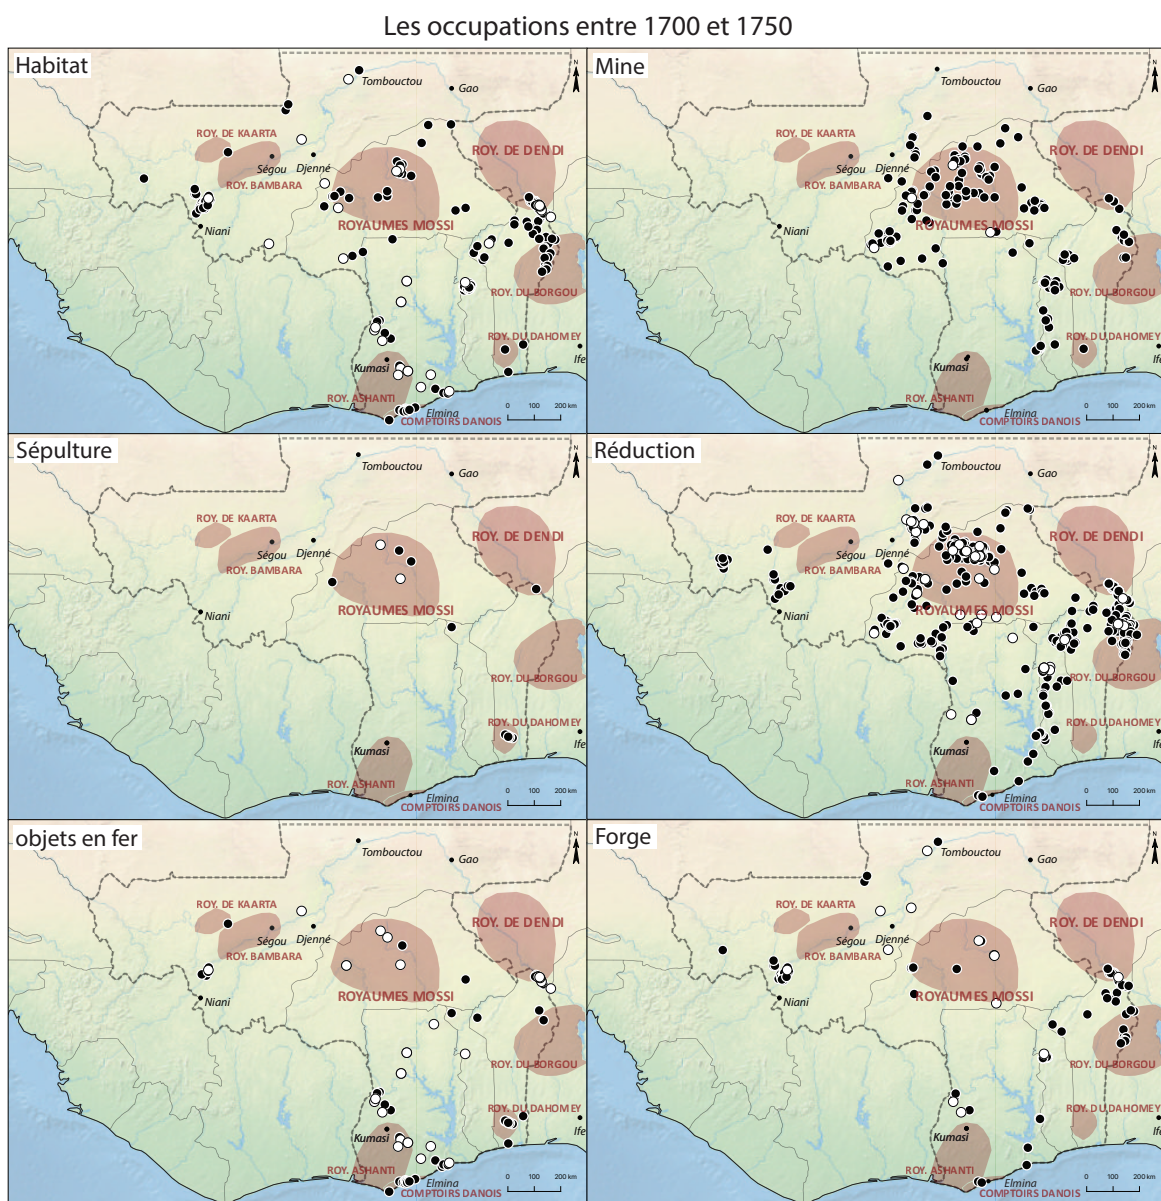 Les occupations entre 1700 et 1750
Habitat
N
Tombouctou
Gao
ROY. DE KAARTA
ROY. DE DENDI
Ségou
Djenné
ROY. BAMBARA
ROYAUMES MOSSI
Niani
ROY. DU BORGOU
ROY. DU DAHOMEY
Ife
Kumasi
ROY. ASHANTI
Elmina
COMPTOIRS DANOIS
0 100 200 km
Mine
N
Tombouctou
Gao
ROY. DE KAARTA
ROY. DE DENDI
Ségou
Djenné
ROY. BAMBARA
ROYAUMES MOSSI
Niani
ROY. DU BORGOU
ROY. DU DAHOMEY
Ife
Kumasi
ROY. ASHANTI
Elmina
COMPTOIRS DANOIS
0 100 200 km
Sépulture
N
Tombouctou
Gao
ROY. DE KAARTA
ROY. DE DENDI
Ségou
Djenné
ROY. BAMBARA
ROYAUMES MOSSI
Niani
ROY. DU BORGOU
ROY. DU DAHOMEY
Ife
Kumasi
ROY. ASHANTI
Elmina
COMPTOIRS DANOIS
0 100 200 km
Réduction
N
Tombouctou
Gao
ROY. DE KAARTA
ROY. DE DENDI
Ségou
Djenné
ROY. BAMBARA
ROYAUMES MOSSI
Niani
ROY. DU BORGOU
ROY. DU DAHOMEY
Ife
Kumasi
ROY. ASHANTI
Elmina
COMPTOIRS DANOIS
0 100 200 km
objets en fer
N
Tombouctou
Gao
ROY. DE KAARTA
ROY. DE DENDI
Ségou
Djenné
ROY. BAMBARA
ROYAUMES MOSSI
Niani
ROY. DU BORGOU
ROY. DU DAHOMEY
Ife
Kumasi
ROY. ASHANTI
Elmina
COMPTOIRS DANOIS
0 100 200 km
Forge
N
Tombouctou
Gao
ROY. DE KAARTA
ROY. DE DENDI
Ségou
Djenné
ROY. BAMBARA
ROYAUMES MOSSI
Niani
ROY. DU BORGOU
ROY. DU DAHOMEY
Ife
Kumasi
ROY. ASHANTI
Elmina
COMPTOIRS DANOIS
0 100 200 km